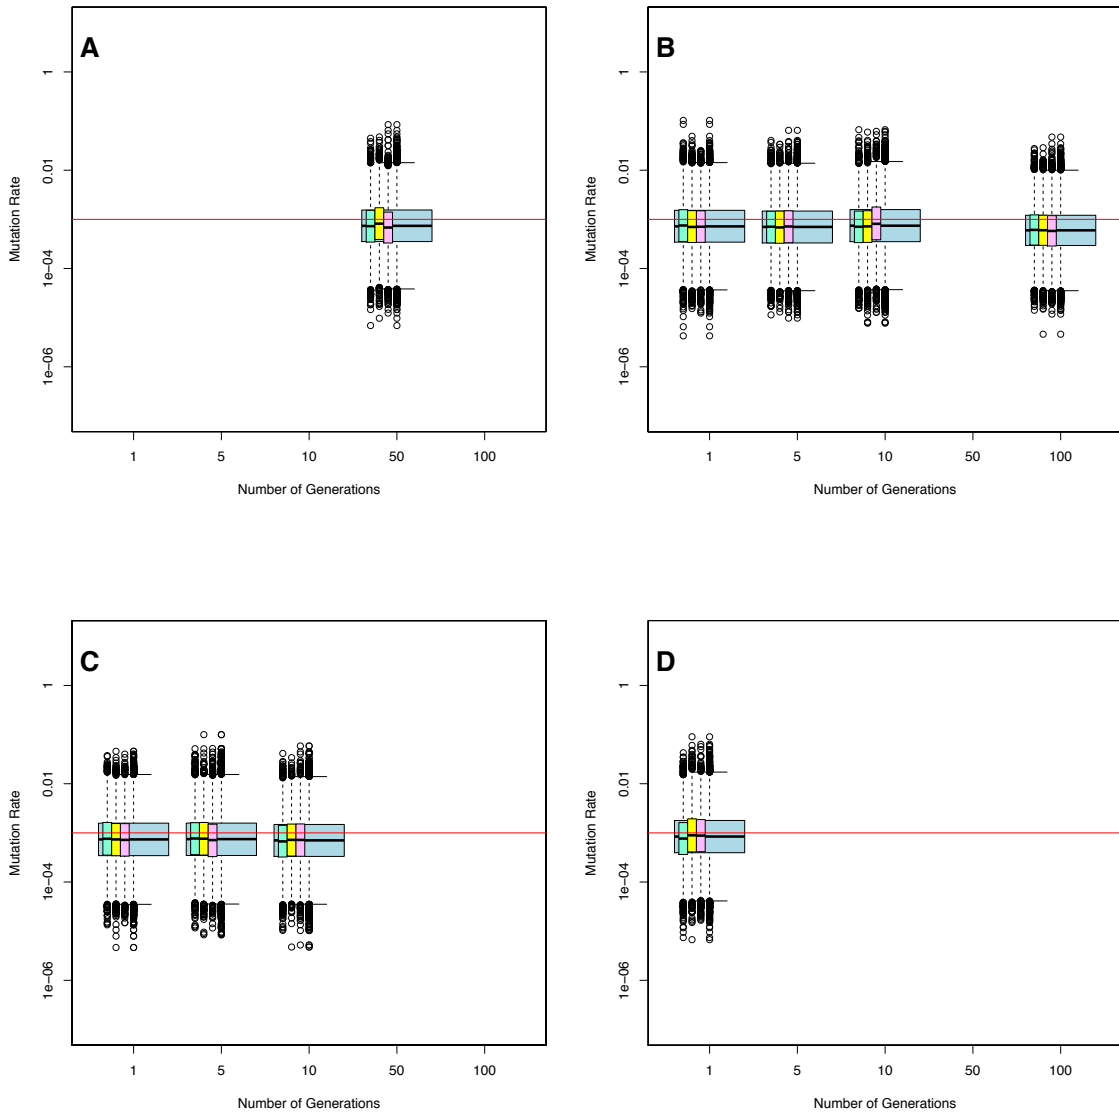 A
Mutation Rate
1
0.01
1e-04
1e-06
1 5 10 50 100
Number of Generations
B
Mutation Rate
1
0.01
1e-04
1e-06
1 5 10 50 100
Number of Generations
C
Mutation Rate
1
0.01
1e-04
1e-06
1 5 10 50 100
Number of Generations
D
Mutation Rate
1
0.01
1e-04
1e-06
1 5 10 50 100
Number of Generations